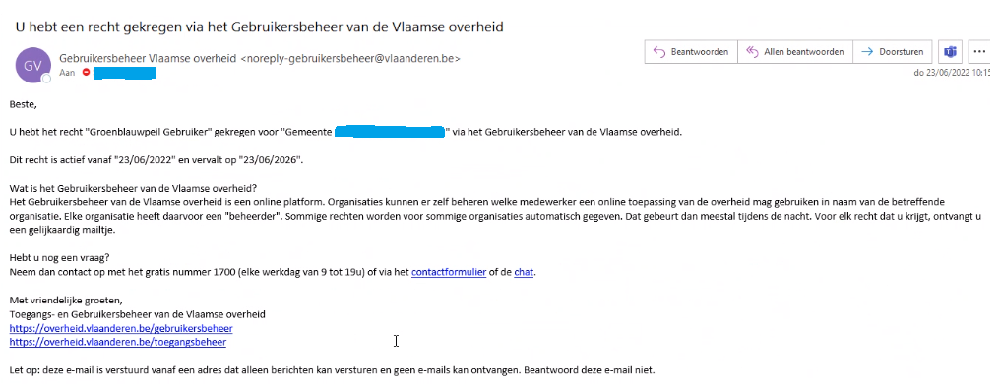 U hebt een recht gekregen via het Gebruikersbeheer van de Vlaamse overheid
GV
Gebruikersbeheer Vlaamse overheid <noreply-gebruikersbeheer@vlaanderen.be>
Aan
Beantwoorden
Allen beantwoorden
Doorsturen
do 23/06/2022 10:15
Beste,
U hebt het recht "Groenblauwpeil Gebruiker" gekregen voor "Gemeente " via het Gebruikersbeheer van de Vlaamse overheid.
Dit recht is actief vanaf "23/06/2022" en vervalt op "23/06/2026".
Wat is het Gebruikersbeheer van de Vlaamse overheid?
Het Gebruikersbeheer van de Vlaamse overheid is een online platform. Organisaties kunnen er zelf beheren welke medewerker een online toepassing van de overheid mag gebruiken in naam van de betreffende
organisatie. Elke organisatie heeft daarvoor een "beheerder". Sommige rechten worden voor sommige organisaties automatisch gegeven. Dat gebeurt dan meestal tijdens de nacht. Voor elk recht dat u krijgt, ontvangt u
een gelijkaardig mailtje.
Hebt u nog een vraag?
Neem dan contact op met het gratis nummer 1700 (elke werkdag van 9 tot 19u) of via het contactformulier of de chat.
Met vriendelijke groeten,
Toegangs- en Gebruikersbeheer van de Vlaamse overheid
https://overheid.vlaanderen.be/gebruikersbeheer
https://overheid.vlaanderen.be/toegangsbeheer
Let op: deze e-mail is verstuurd vanaf een adres dat alleen berichten kan versturen en geen e-mails kan ontvangen. Beantwoord deze e-mail niet.